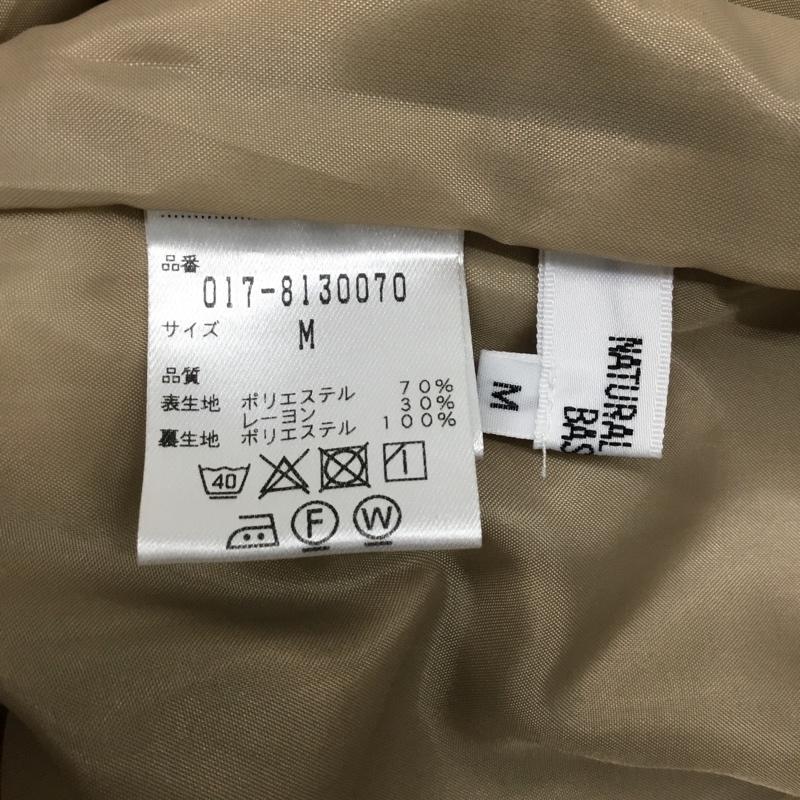 品番
017-8130070
サイズ M
品質
表生地 ポリエステル 70%
レーヨン 30%
裏生地 ポリエステル 100%
40
F W
M
NATURAL
BAS